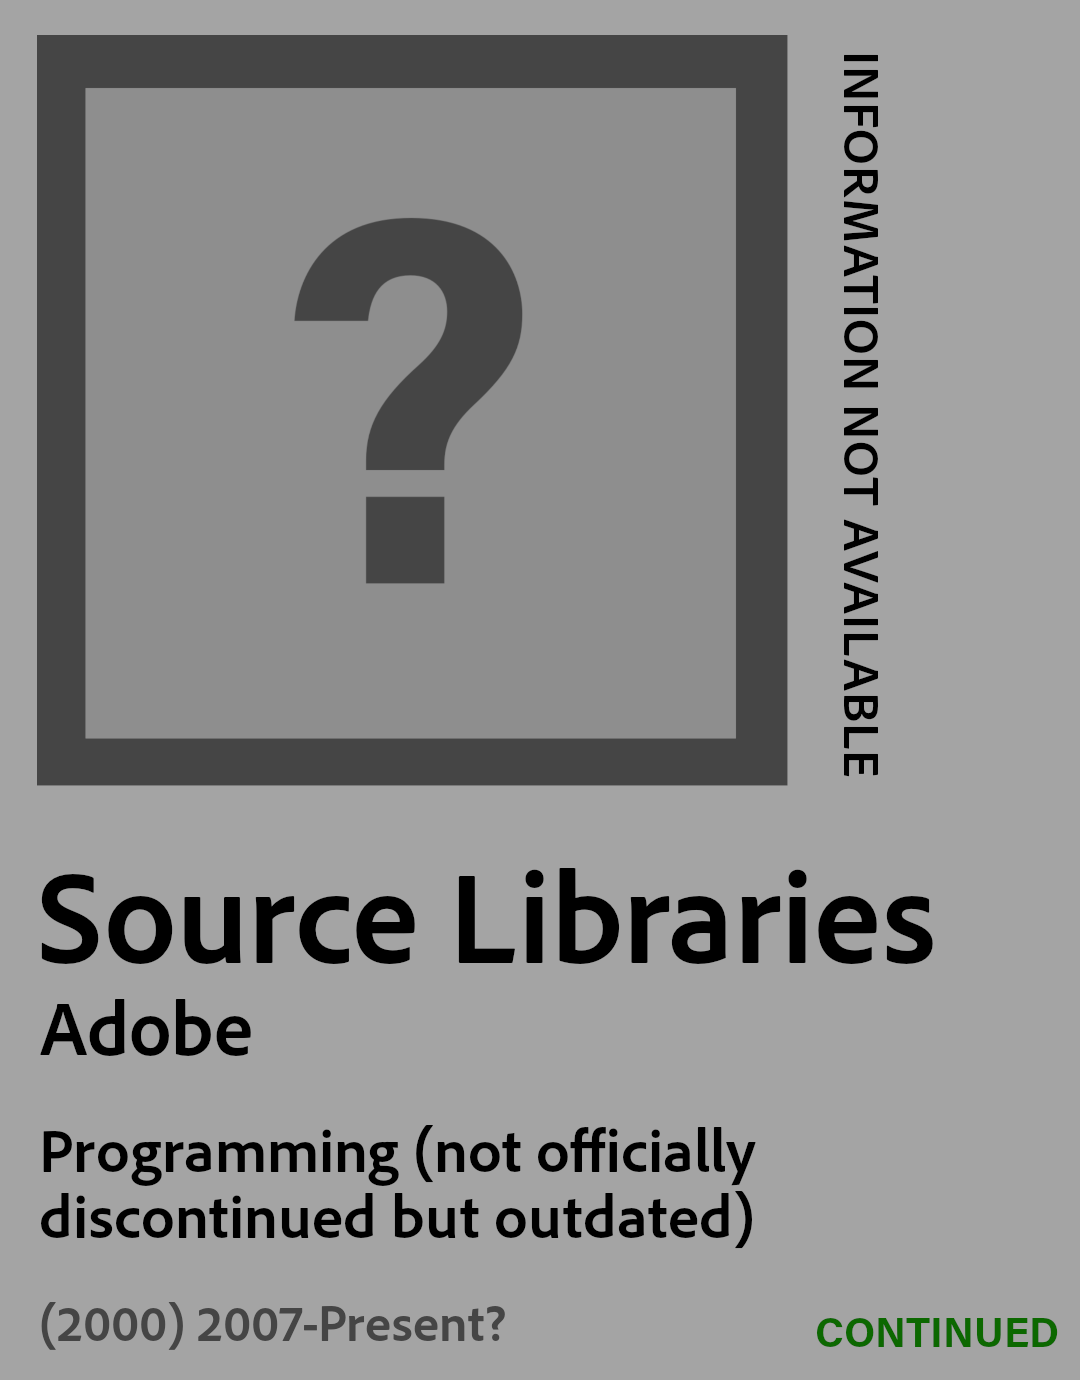 ?
INFORMATION NOT AVAILABLE
Source Libraries
Adobe
Programming (not officially
discontinued but outdated)
(2000) 2007-Present?
CONTINUED